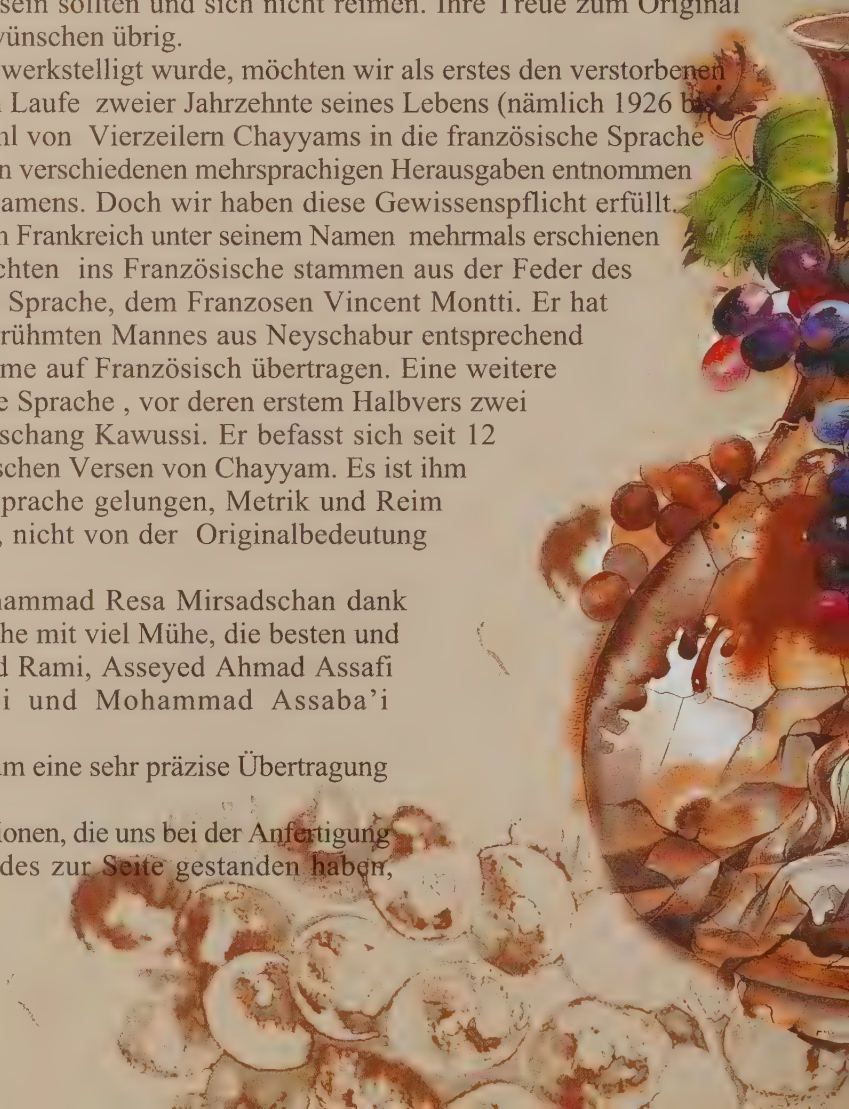 sein sollten und sich nicht reimen. Ihre Treue zum Original
wünschen übrig.
werkstelligt wurde, möchten wir als erstes den verstorbenen
Laufe zweier Jahrzehnte seines Lebens (nämlich 1926 bis
hl von Vierzeilern Chayyams in die französische Sprache
n verschiedenen mehrsprachigen Herausgaben entnommen
amens. Doch wir haben diese Gewissenspflicht erfüllt.
n Frankreich unter seinem Namen mehrmals erschienen
chten ins Französische stammen aus der Feder des
Sprache, dem Franzosen Vincent Montti. Er hat
rühmten Mannes aus Neyschabur entsprechend
me auf Französisch übertragen. Eine weitere
e Sprache , vor deren erstem Halbvers zwei
schang Kawussi. Er befasst sich seit 12
schen Versen von Chayyam. Es ist ihm
prache gelungen, Metrik und Reim
, nicht von der Originalbedeutung
ammad Resa Mirsadschan dank
he mit viel Mühe, die besten und
d Rami, Asseyed Ahmad Assafi
i und Mohammad Assaba'i
m eine sehr präzise Übertragung
ionen, die uns bei der Anfertigung
des zur Seite gestanden haben,